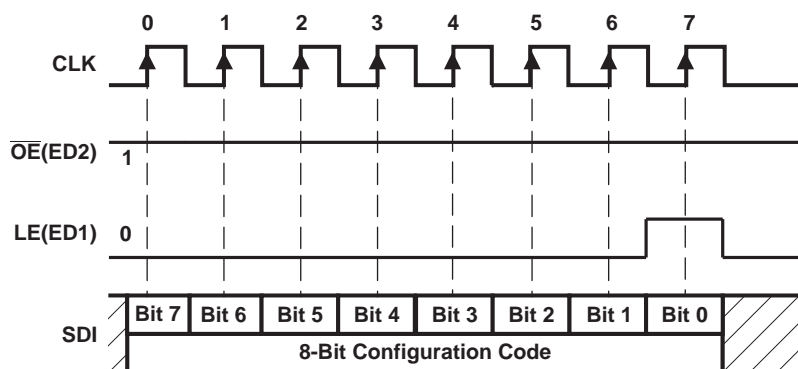 0 1 2 3 4 5 6 7
CLK
OE(ED2) 1
LE(ED1) 0
SDI
Bit 7 Bit 6 Bit 5 Bit 4 Bit 3 Bit 2 Bit 1 Bit 0
8-Bit Configuration Code